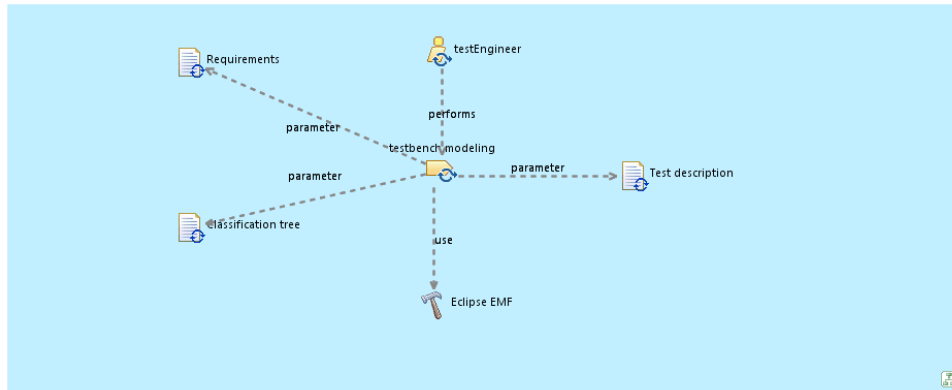 testEngineer
Requirements
performs
parameter
testbench modeling
parameter
Test description
parameter
Classification tree
use
Eclipse EMF